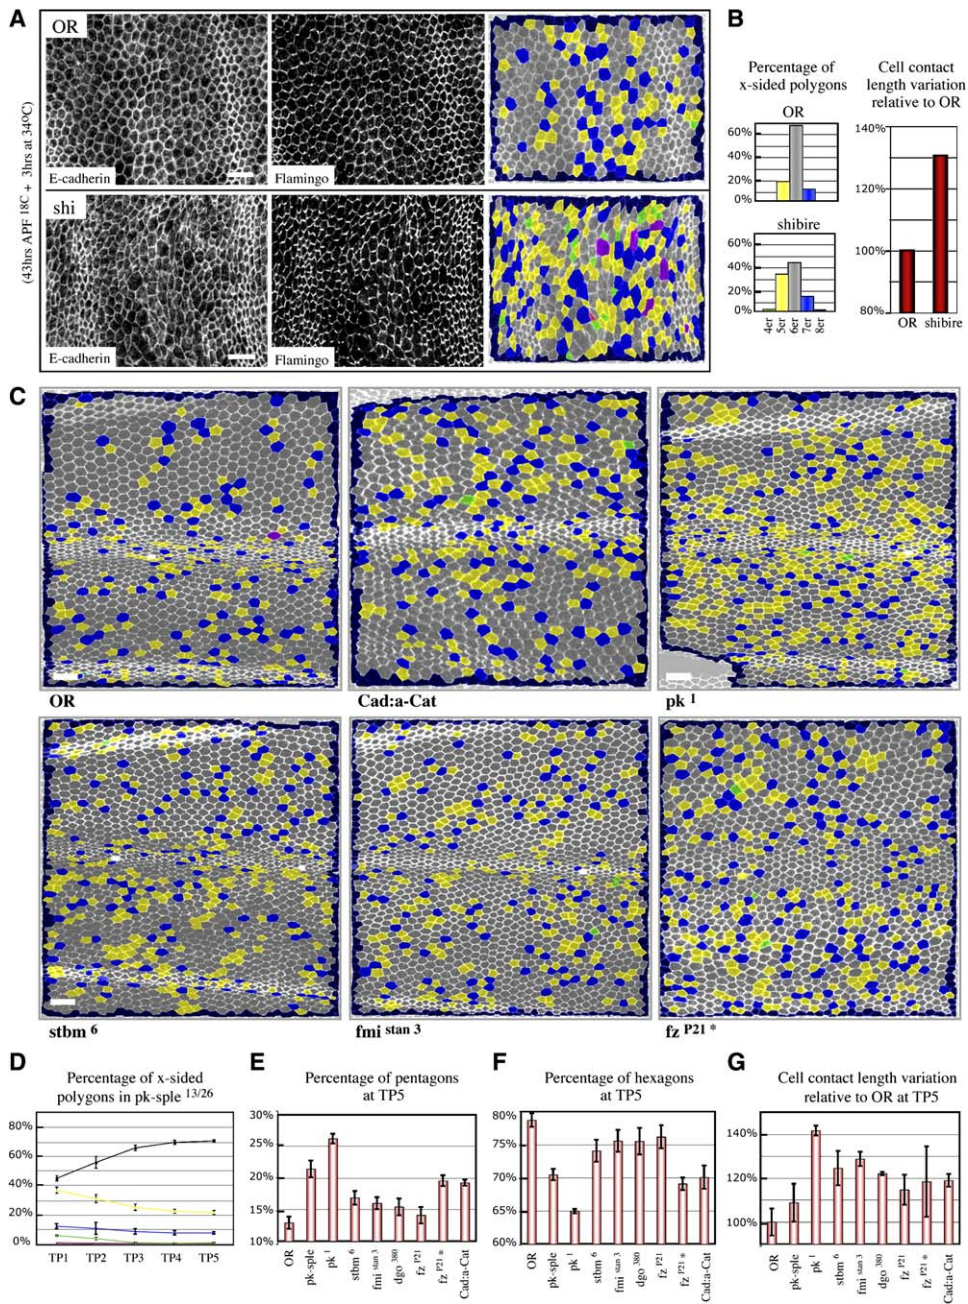 A
OR
E-cadherin
Flamingo
shi
E-cadherin
Flamingo
(43hrs APF 18C + 3hrs at 34ºC)
B
Percentage of
x-sided polygons
OR
60%
40%
20%
0%
shibire
60%
40%
20%
0%
4er
5er
6er
7er
8er
Cell contact
length variation
relative to OR
140%
120%
100%
80%
OR shibire
C
OR
Cad:a-Cat
pk 1
stbm 6
fmi stan 3
fz P21 *
D
Percentage of x-sided
polygons in pk-sple 13/26
80%
60%
40%
20%
0%
TP1 TP2 TP3 TP4 TP5
E
Percentage of pentagons
at TP5
30%
25%
20%
15%
10%
OR
pk-sple
pk 1
stbm 6
fmi stan 3
dgo 380
fz P21
fz P21 *
Cad:a-Cat
F
Percentage of hexagons
at TP5
80%
75%
70%
65%
60%
OR
pk-sple
pk 1
stbm 6
fmi stan 3
dgo 380
fz P21
fz P21 *
Cad:a-Cat
G
Cell contact length variation
relative to OR at TP5
140%
120%
100%
OR
pk-sple
pk 1
stbm 6
fmi stan 3
dgo 380
fz P21
fz P21 *
Cad:a-Cat